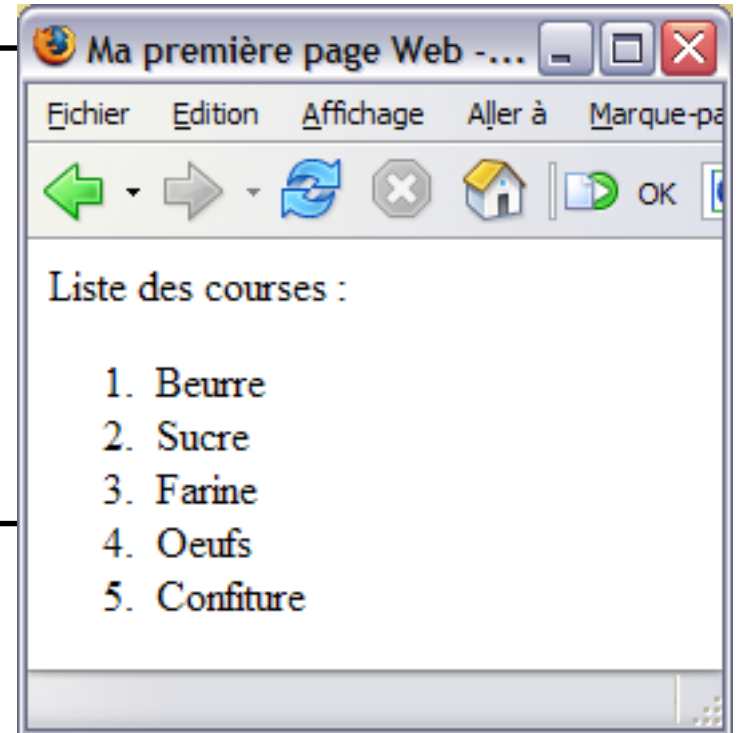 Ma première page Web -...
Fichier Edition Affichage Aller à Marque-pa
OK
Liste des courses :
1. Beurre
2. Sucre
3. Farine
4. Oeufs
5. Confiture